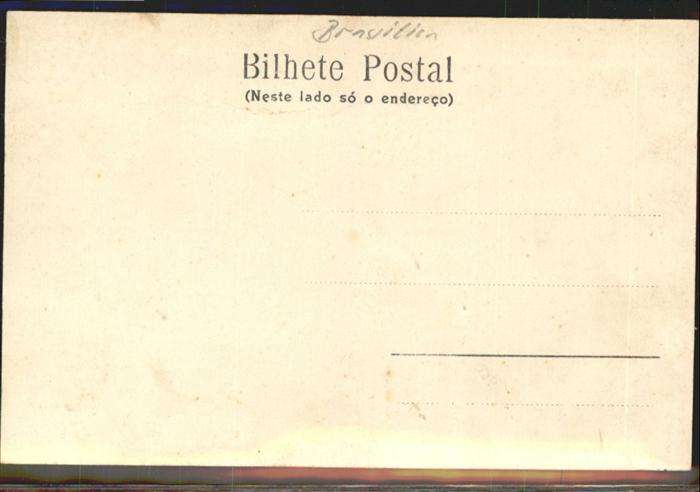 Brasilien
Bilhete Postal
(Neste lado só o endereço)